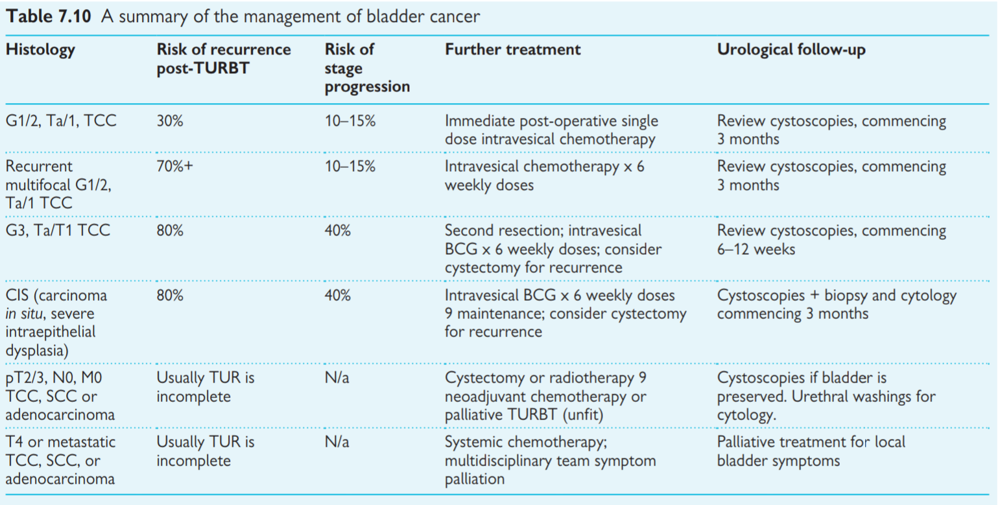 Table 7.10 A summary of the management of bladder cancer
Histology
Risk of recurrence
post-TURBT
Risk of
stage
progression
Further treatment
Urological follow-up
G1/2, Ta/1, TCC
30%
10–15%
Immediate post-operative single
dose intravesical chemotherapy
Review cystoscopies, commencing
3 months
Recurrent
multifocal G1/2,
Ta/1 TCC
70%+
10–15%
Intravesical chemotherapy x 6
weekly doses
Review cystoscopies, commencing
3 months
G3, Ta/T1 TCC
80%
40%
Second resection; intravesical
BCG x 6 weekly doses; consider
cystectomy for recurrence
Review cystoscopies, commencing
6–12 weeks
CIS (carcinoma
in situ, severe
intraepithelial
dysplasia)
80%
40%
Intravesical BCG x 6 weekly doses
9 maintenance; consider cystectomy
for recurrence
Cystoscopies + biopsy and cytology
commencing 3 months
pT2/3, N0, M0
TCC, SCC or
adenocarcinoma
Usually TUR is
incomplete
N/a
Cystectomy or radiotherapy 9
neoadjuvant chemotherapy or
palliative TURBT (unfit)
Cystoscopies if bladder is
preserved. Urethral washings for
cytology.
T4 or metastatic
TCC, SCC, or
adenocarcinoma
Usually TUR is
incomplete
N/a
Systemic chemotherapy;
multidisciplinary team symptom
palliation
Palliative treatment for local
bladder symptoms